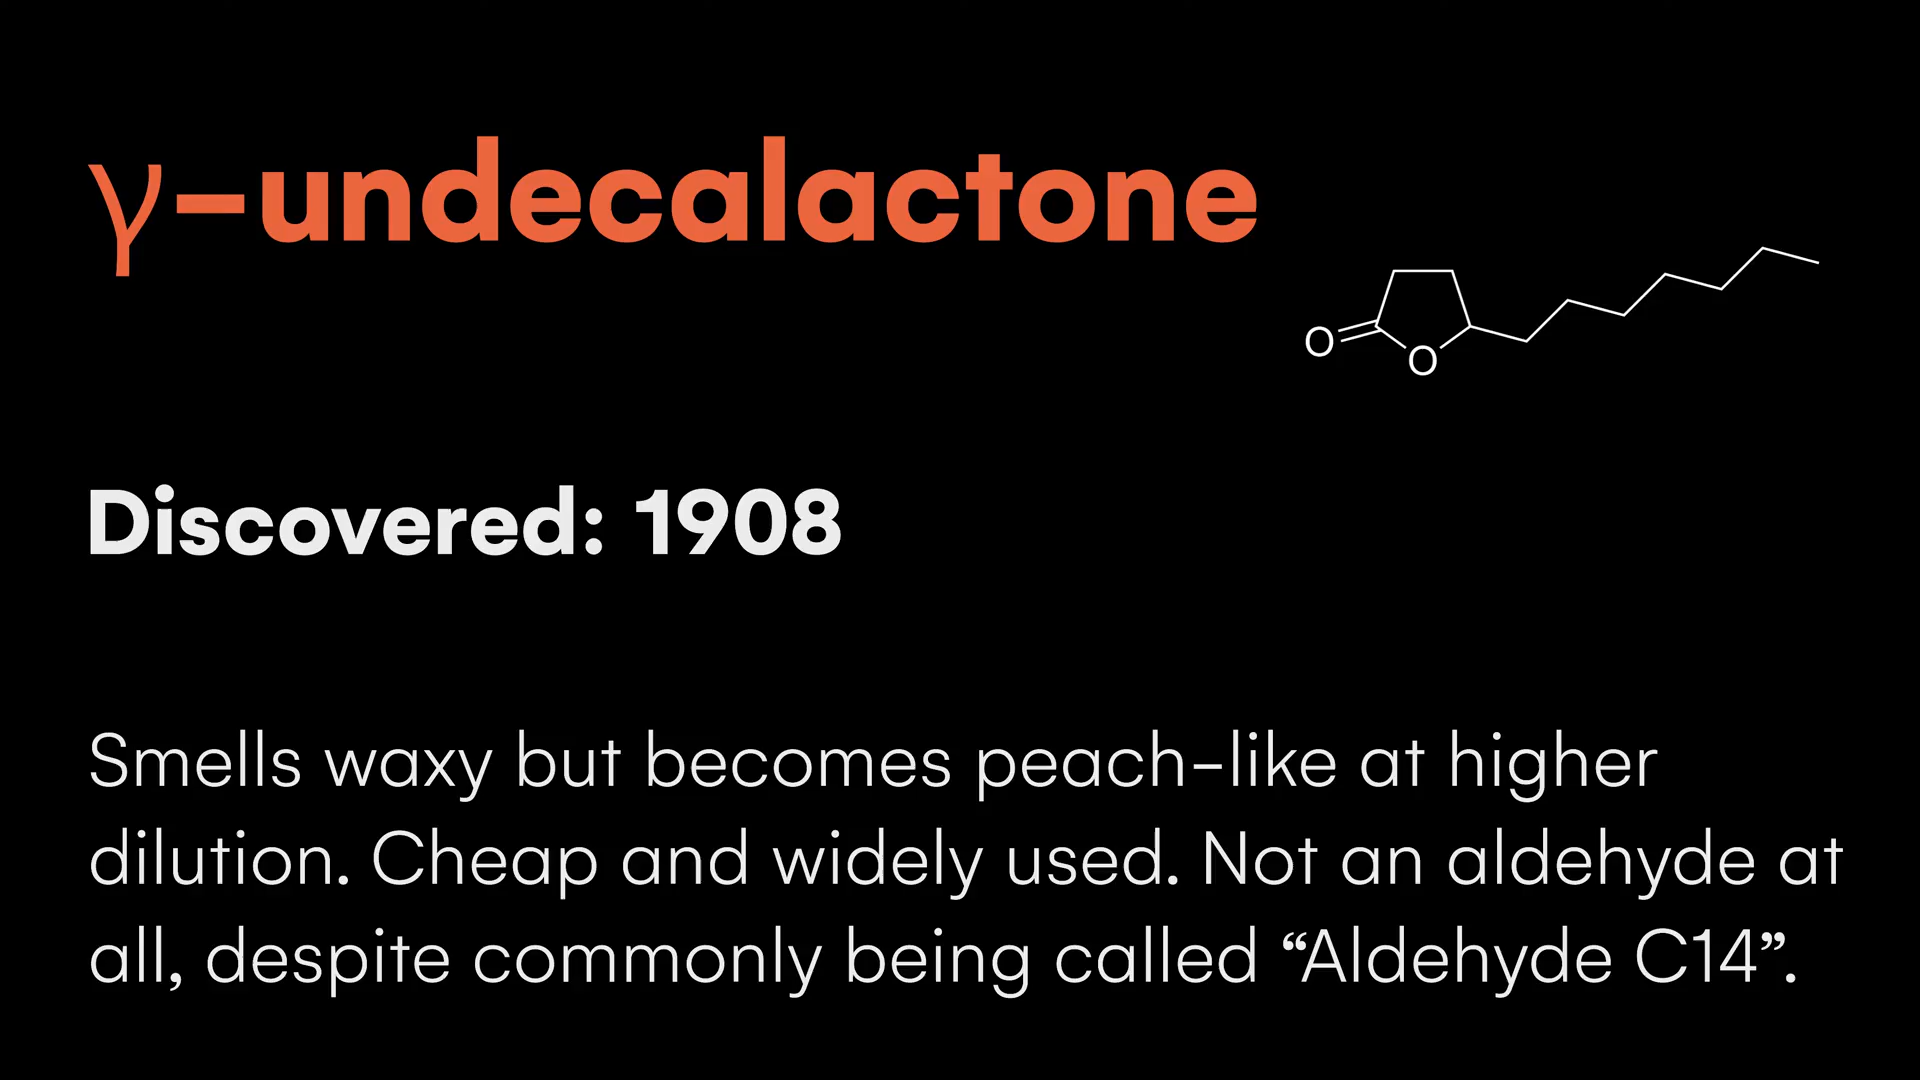 γ-undecalactone
O
O
Discovered: 1908
Smells waxy but becomes peach-like at higher
dilution. Cheap and widely used. Not an aldehyde at
all, despite commonly being called “Aldehyde C14”.